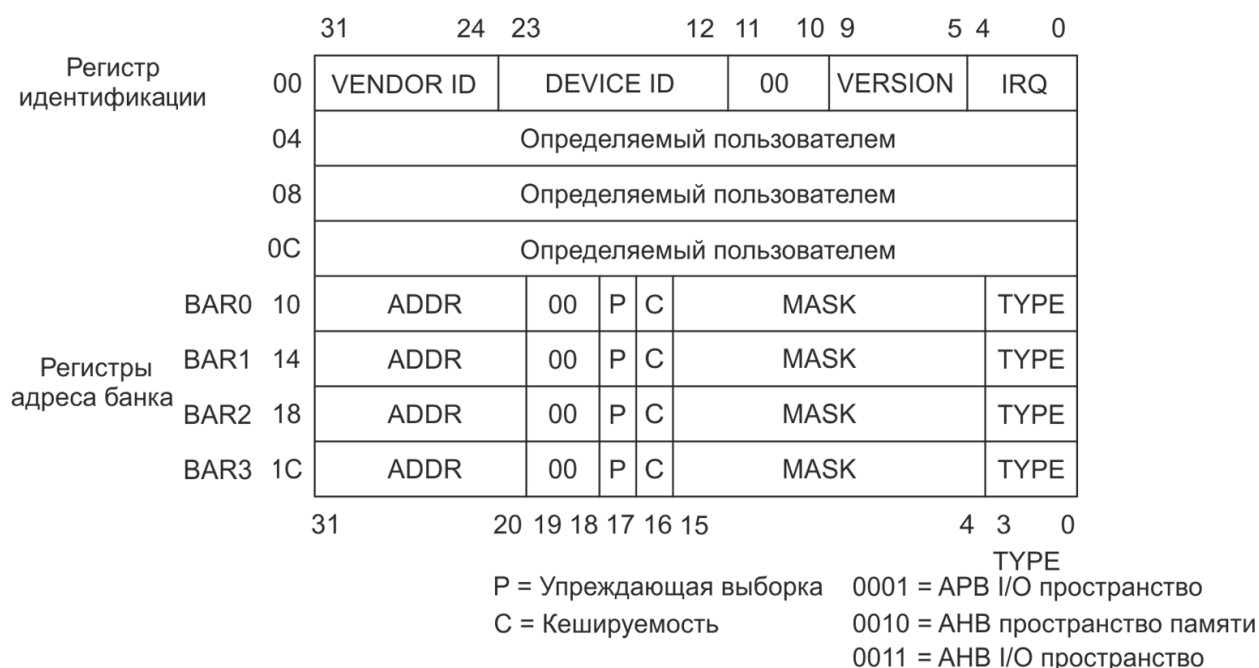 31 24 23 12 11 10 9 5 4 0
Регистр
идентификации
00 VENDOR ID DEVICE ID 00 VERSION IRQ
04 Определяемый пользователем
08 Определяемый пользователем
0C Определяемый пользователем
BAR0 10 ADDR 00 P C MASK TYPE
Регистры
адреса банка
BAR1 14 ADDR 00 P C MASK TYPE
BAR2 18 ADDR 00 P C MASK TYPE
BAR3 1C ADDR 00 P C MASK TYPE
31 20 19 18 17 16 15 4 3 0
TYPE
P = Упреждающая выборка 0001 = APB I/O пространство
C = Кешируемость 0010 = AHB пространство памяти
0011 = AHB I/O пространство